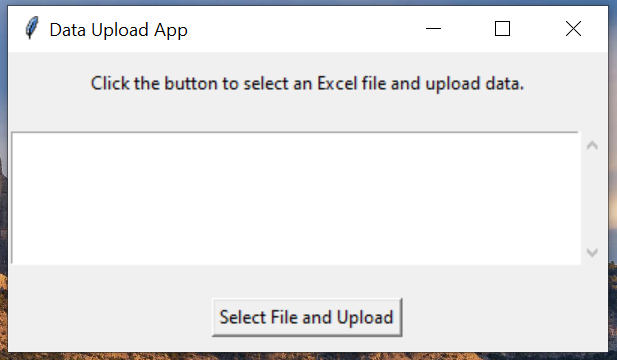 Data Upload App
Click the button to select an Excel file and upload data.
Select File and Upload